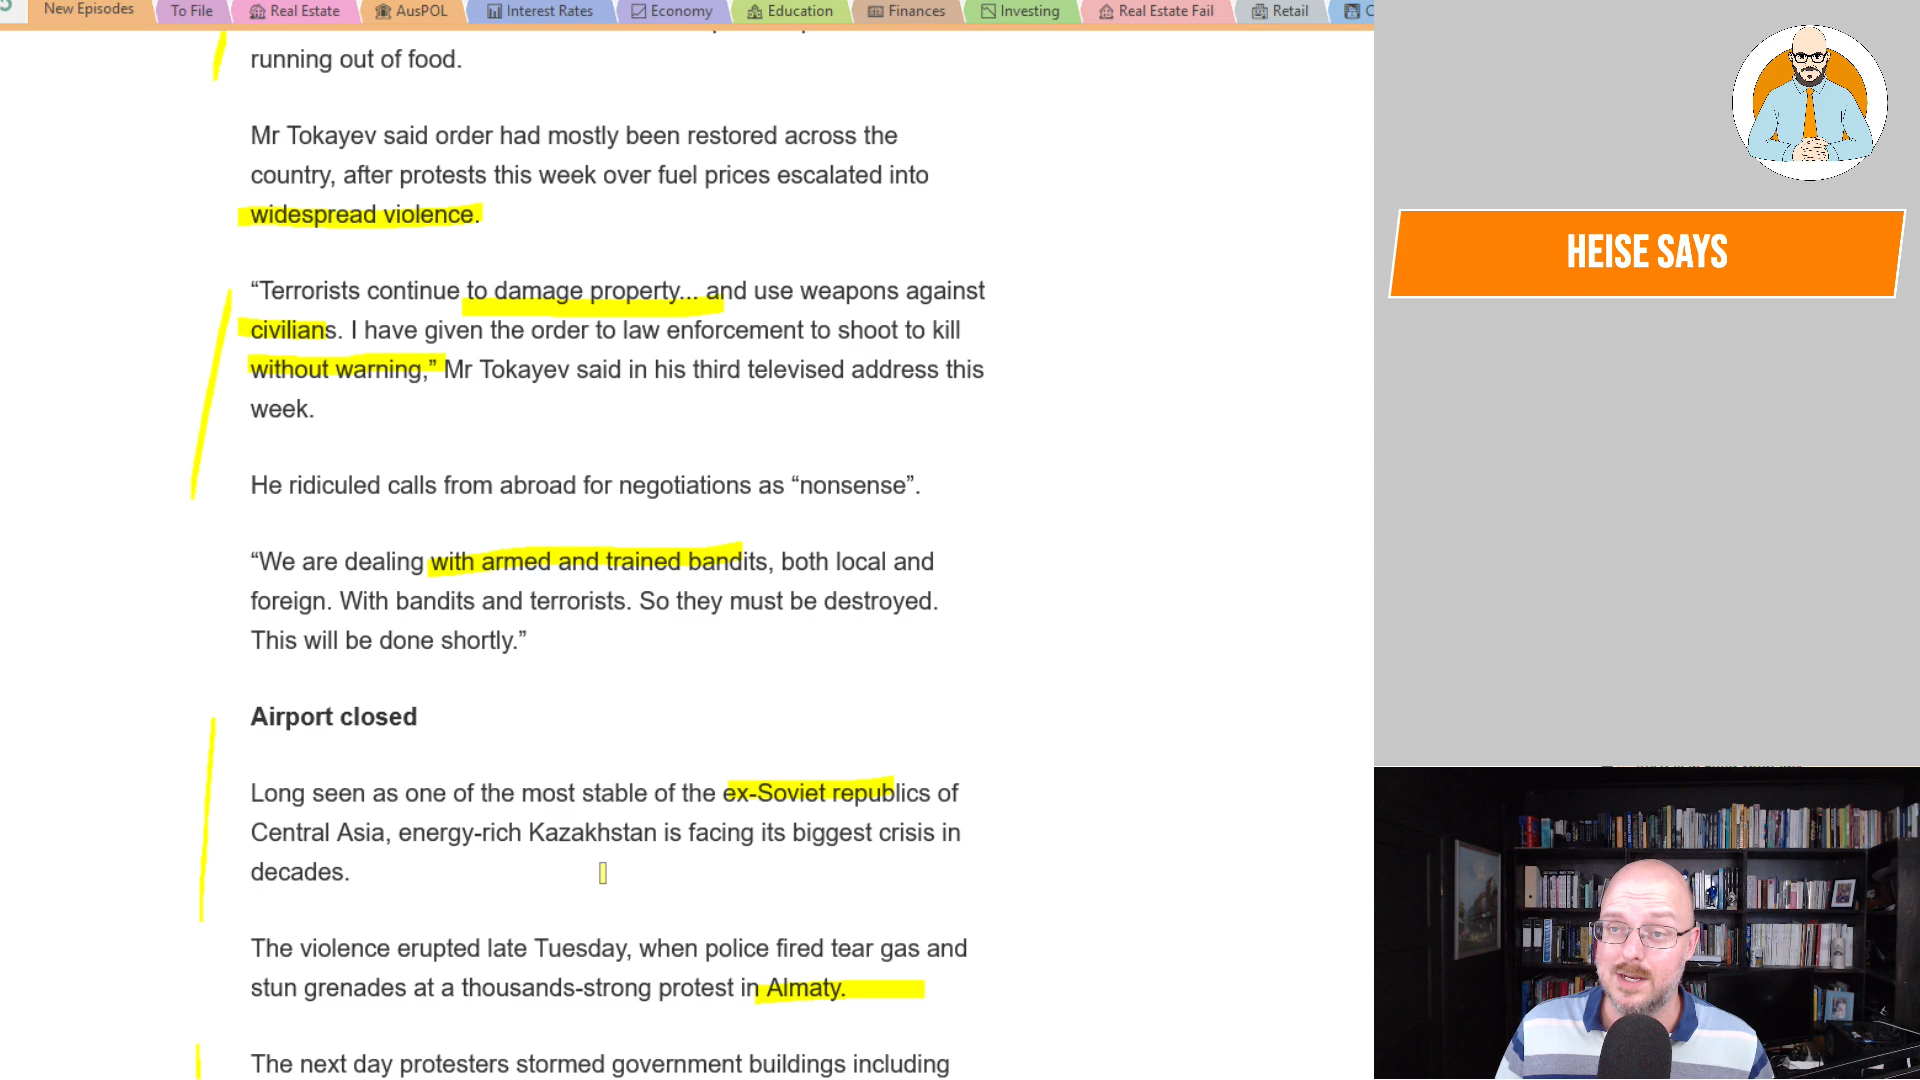 New Episodes
To File
Real Estate
AusPOL
Interest Rates
Economy
Education
Finances
Investing
Real Estate Fail
Retail
running out of food.
Mr Tokayev said order had mostly been restored across the
country, after protests this week over fuel prices escalated into
widespread violence.
“Terrorists continue to damage property... and use weapons against
civilians. I have given the order to law enforcement to shoot to kill
without warning,” Mr Tokayev said in his third televised address this
week.
He ridiculed calls from abroad for negotiations as “nonsense”.
“We are dealing with armed and trained bandits, both local and
foreign. With bandits and terrorists. So they must be destroyed.
This will be done shortly.”
Airport closed
Long seen as one of the most stable of the ex-Soviet republics of
Central Asia, energy-rich Kazakhstan is facing its biggest crisis in
decades.
The violence erupted late Tuesday, when police fired tear gas and
stun grenades at a thousands-strong protest in Almaty.
The next day protesters stormed government buildings including
HEISE SAYS